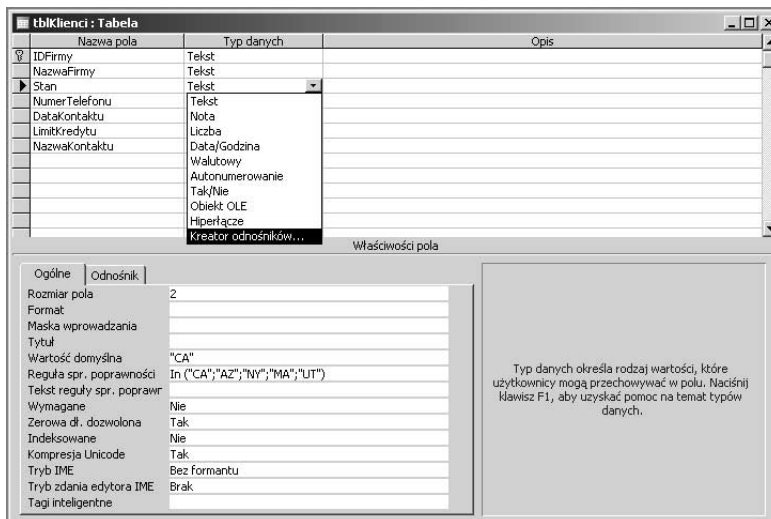 tblKlienci : Tabela
Nazwa pola Typ danych Opis
IDFirmy Tekst
NazwaFirmy Tekst
Stan Tekst
NumerTelefonu Tekst
DataKontaktu Nota
LimitKredytu Liczba
NazwaKontaktu Data/Godzina
Walutowy
Autonumerowanie
Tak/Nie
Obiekt OLE
Hiperłącze
Kreator odnośników...
Właściwości pola
Ogólne Odnośnik
Rozmiar pola 2
Format
Maska wprowadzania
Tytuł
Wartość domyślna "CA"
Reguła spr. poprawności In ("CA";"AZ";"NY";"MA";"UT")
Tekst reguły spr. poprawr
Wymagane Nie
Zerowa dł. dozwolona Tak
Indeksowane Nie
Kompresja Unicode Tak
Tryb IME Bez formantu
Tryb zdania edytora IME Brak
Tagi inteligentne
Typ danych określa rodzaj wartości, które
użytkownicy mogą przechowywać w polu. Naciśnij
klawisz F1, aby uzyskać pomoc na temat typów
danych.